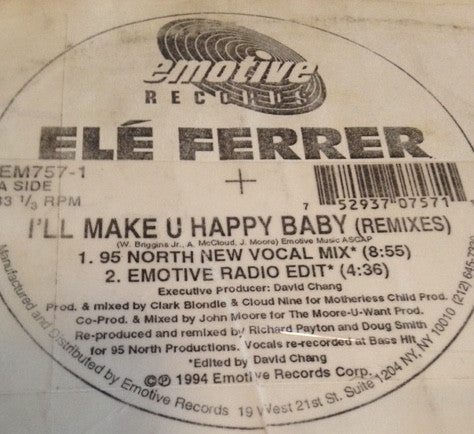 emotive
RECORDS
ELÉ FERRER
EM757-1
A SIDE
33 ⅓ RPM
7 52937 07571
I'LL MAKE U HAPPY BABY (REMIXES)
(W. Briggins Jr., A. McCloud, J. Moore) Emotive Music ASCAP
1. 95 NORTH NEW VOCAL MIX* (8:55)
2. EMOTIVE RADIO EDIT* (4:36)
Executive Producer: David Chang
Prod. & mixed by Clark Blondie & Cloud Nine for Motherless Child Prod.
Co-Prod. & Mixed by John Moore for The Moore-U-Want Prod.
Re-produced and remixed by Richard Payton and Doug Smith
for 95 North Productions. Vocals re-recorded at Bass Hit
*Edited by David Chang
©℗ 1994 Emotive Records Corp.
Manufactured and Distributed by Emotive Records 19 West 21st St. Suite 1204 NY, NY 10010 (212) 645-